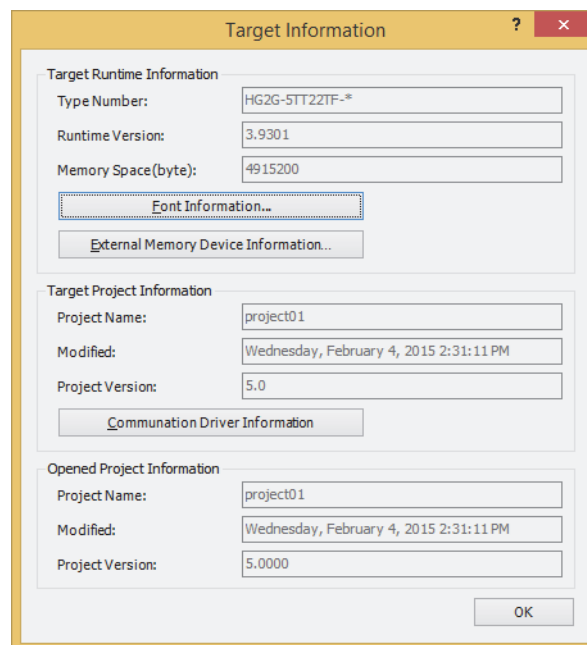 Target Information
?
×
Target Runtime Information
Type Number: HG2G-5TT22TF-*
Runtime Version: 3.9301
Memory Space(byte): 4915200
Font Information...
External Memory Device Information...
Target Project Information
Project Name: project01
Modified: Wednesday, February 4, 2015 2:31:11 PM
Project Version: 5.0
Communation Driver Information
Opened Project Information
Project Name: project01
Modified: Wednesday, February 4, 2015 2:31:11 PM
Project Version: 5.0000
OK